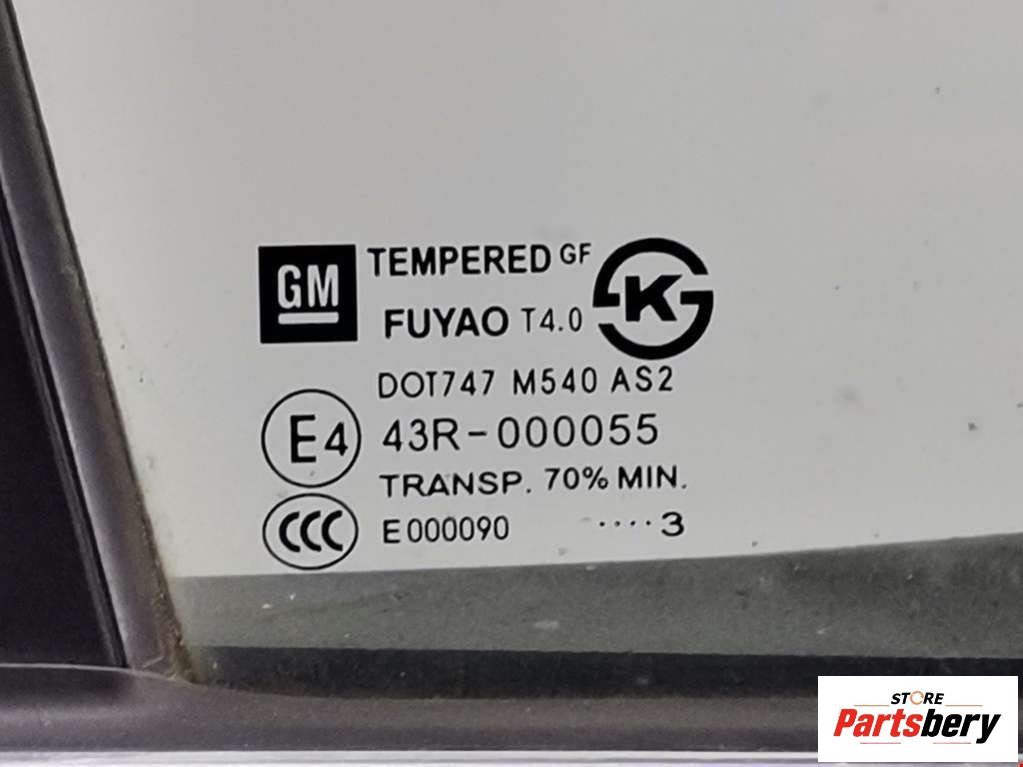 GM
TEMPERED GF
FUYAO T4.0
K
DOT747 M540 AS2
E4 43R-000055
TRANSP. 70% MIN.
CCC E000090 ····3
STORE
Partsbery